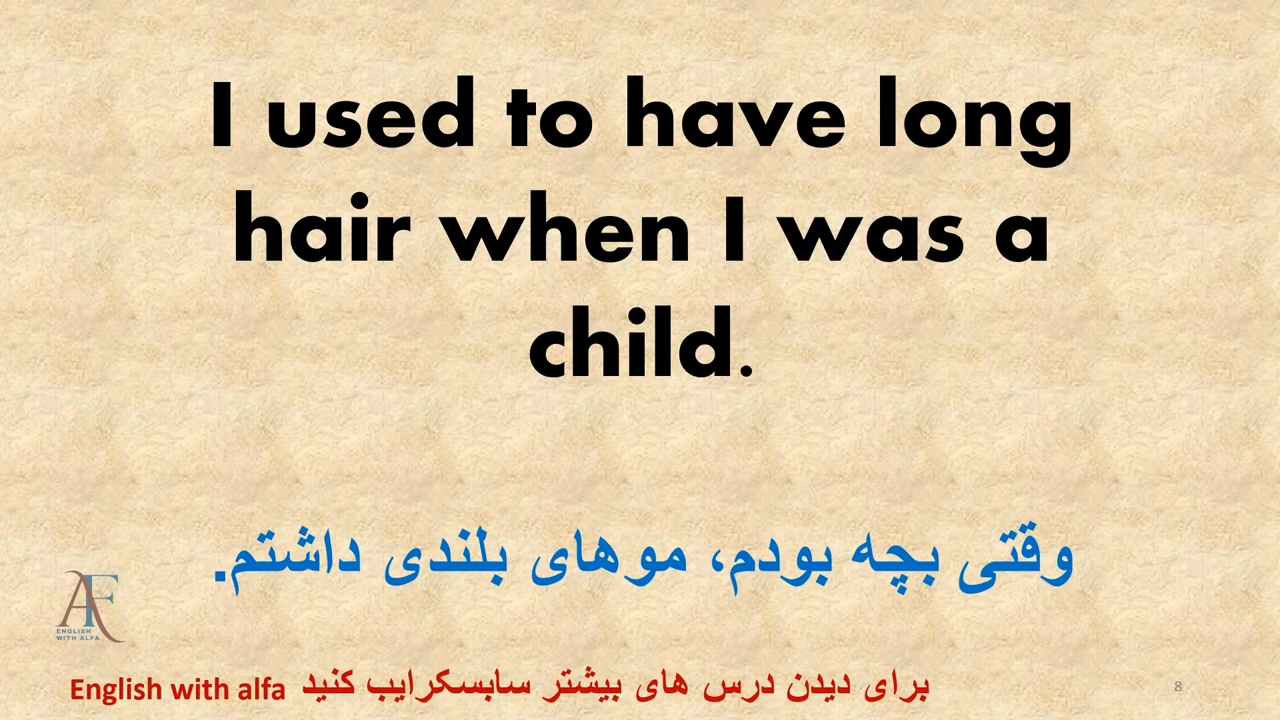 I used to have long
hair when I was a
child.
وقتی بچه بودم، موهای بلندی داشتم.
AF
ENGLISH
WITH ALFA
برای دیدن درس های بیشتر سابسکرایب کنید English with alfa
8